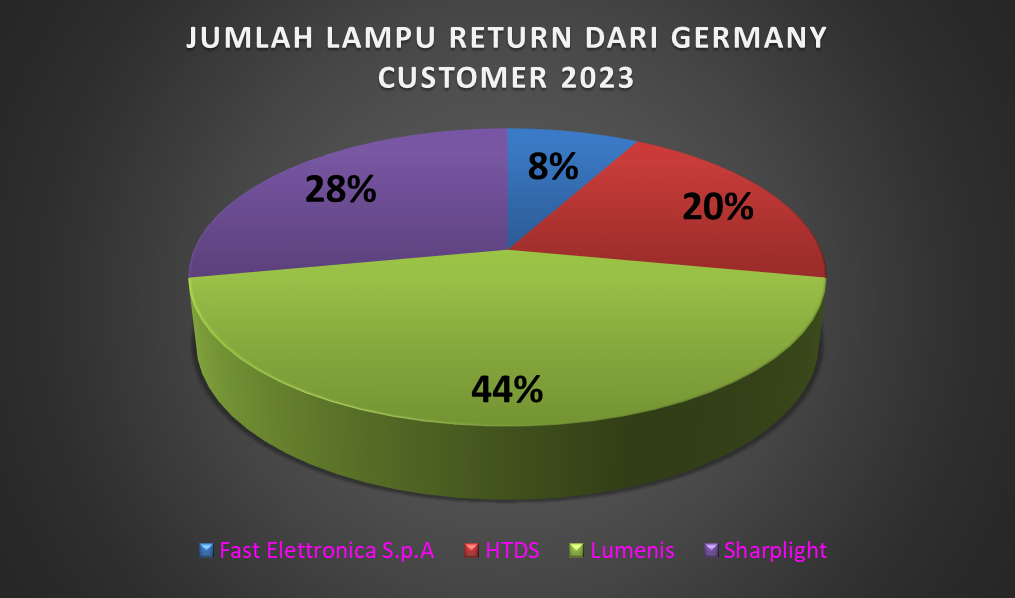 JUMLAH LAMPU RETURN DARI GERMANY
CUSTOMER 2023
8%
28%
20%
44%
Fast Elettronica S.p.A HTDS Lumenis Sharplight